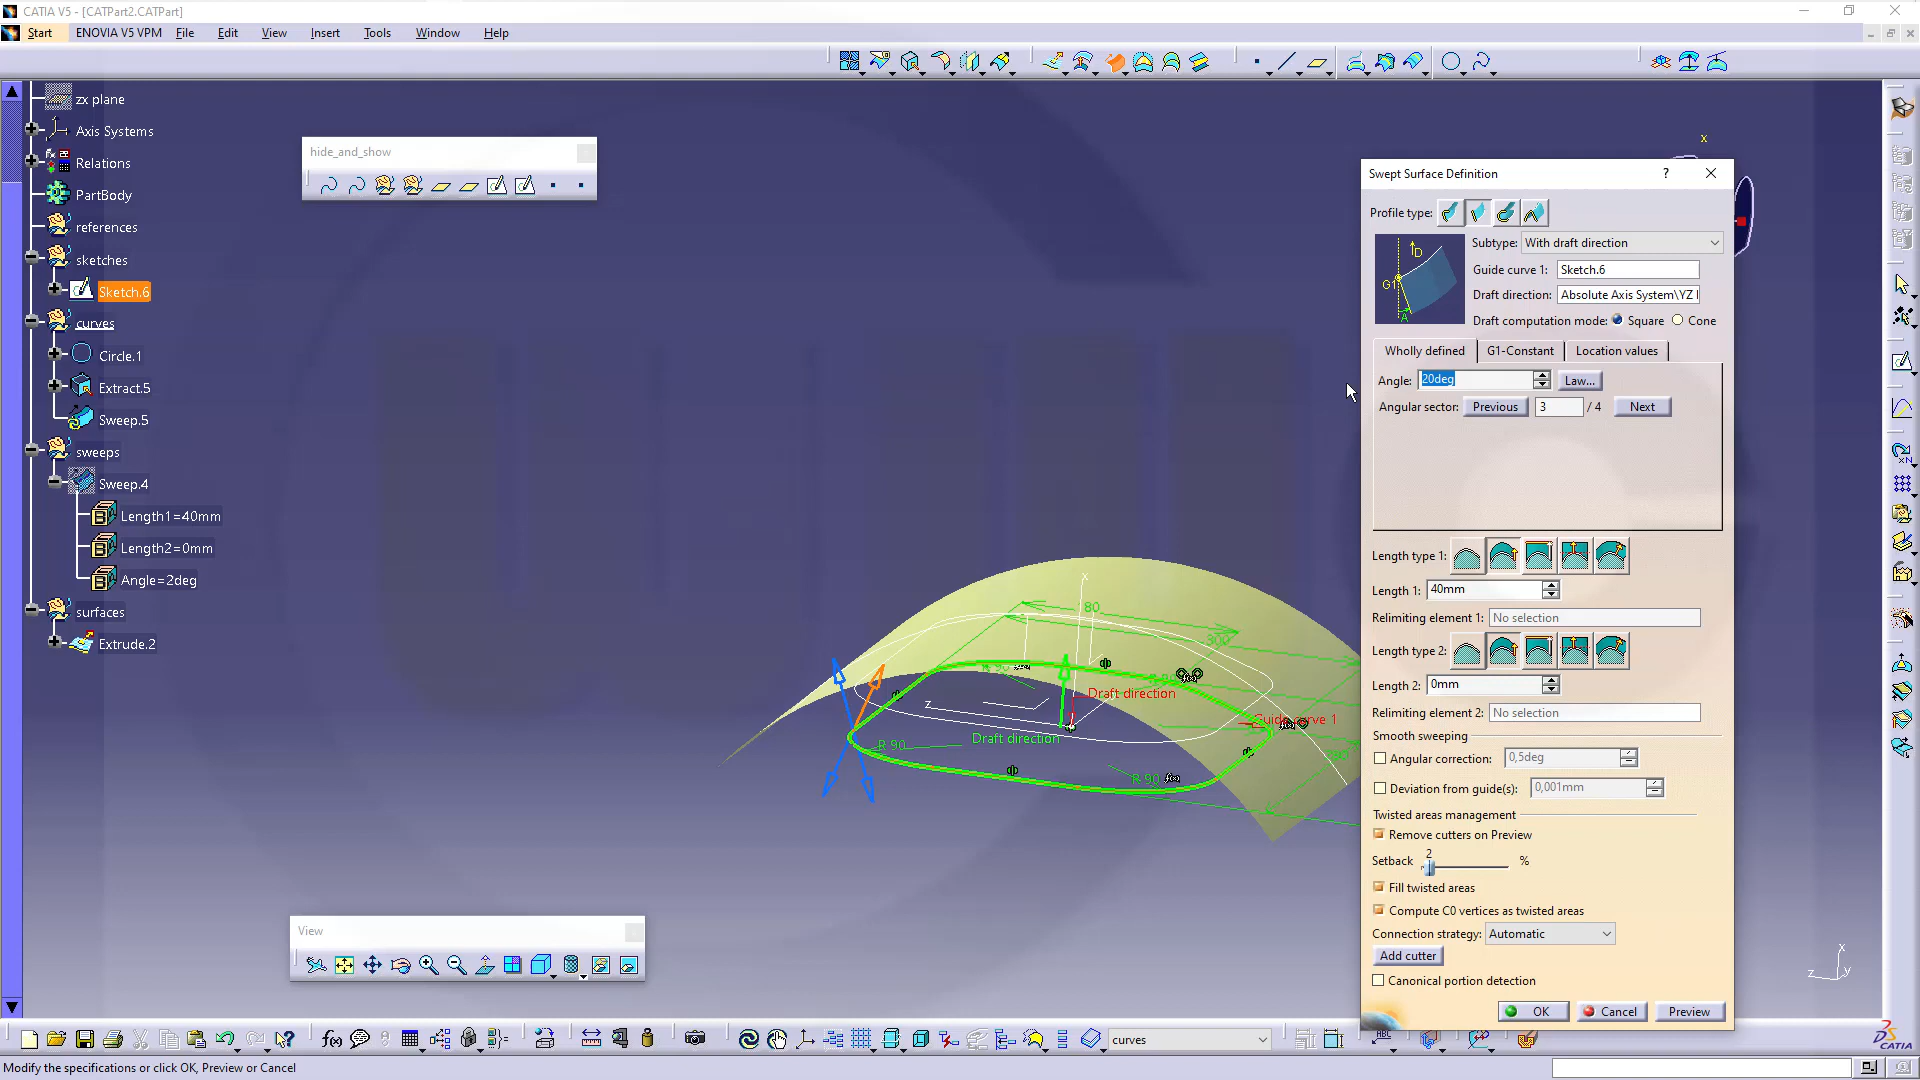 CATIA V5 - [CATPart2.CATPart]
Start ENOVIA V5 VPM File Edit View Insert Tools Window Help
zx plane
Axis Systems
Relations
PartBody
references
sketches
Sketch.6
curves
Circle.1
Extract.5
Sweep.5
sweeps
Sweep.4
Length1=40mm
Length2=0mm
Angle=2deg
surfaces
Extrude.2
hide_and_show
x
x
80
300
R 90
z
Draft direction
Guide curve 1
Draft direction
R 90
R 90
View
x
z y
Swept Surface Definition ?
Profile type:
D
G1
A
Subtype: With draft direction
Guide curve 1: Sketch.6
Draft direction: Absolute Axis System\YZ
Draft computation mode: Square Cone
Wholly defined G1-Constant Location values
Angle: 20deg Law...
Angular sector: Previous 3 / 4 Next
Length type 1:
Length 1: 40mm
Relimiting element 1: No selection
Length type 2:
Length 2: 0mm
Relimiting element 2: No selection
Smooth sweeping
Angular correction: 0,5deg
Deviation from guide(s): 0,001mm
Twisted areas management
Remove cutters on Preview
2
Setback %
Fill twisted areas
Compute C0 vertices as twisted areas
Connection strategy: Automatic
Add cutter
Canonical portion detection
OK Cancel Preview
curves
CATIA
Modify the specifications or click OK, Preview or Cancel